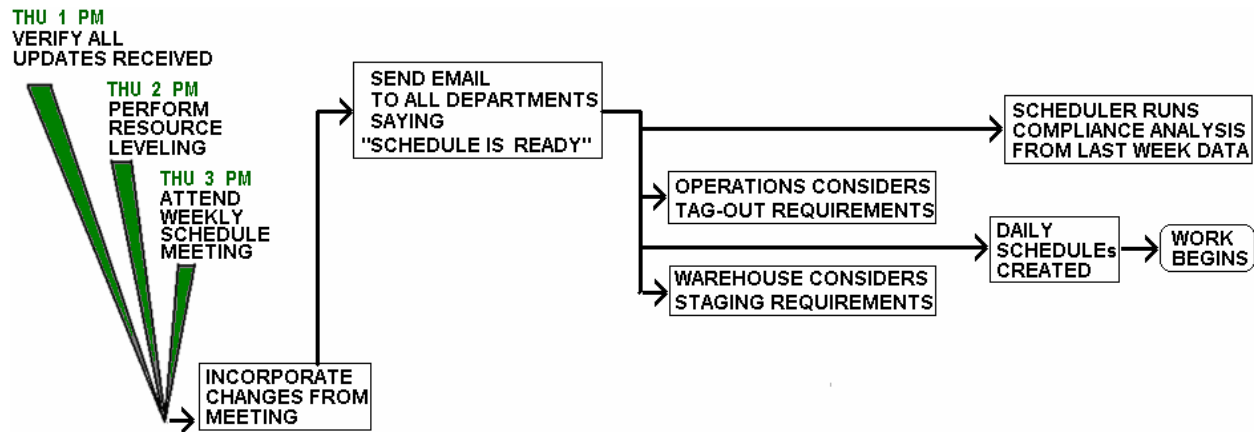 THU 1 PM
VERIFY ALL
UPDATES RECEIVED
THU 2 PM
PERFORM
RESOURCE
LEVELING
THU 3 PM
ATTEND
WEEKLY
SCHEDULE
MEETING
INCORPORATE
CHANGES FROM
MEETING
SEND EMAIL
TO ALL DEPARTMENTS
SAYING
"SCHEDULE IS READY"
SCHEDULER RUNS
COMPLIANCE ANALYSIS
FROM LAST WEEK DATA
OPERATIONS CONSIDERS
TAG-OUT REQUIREMENTS
DAILY
SCHEDULEs
CREATED
WORK
BEGINS
WAREHOUSE CONSIDERS
STAGING REQUIREMENTS